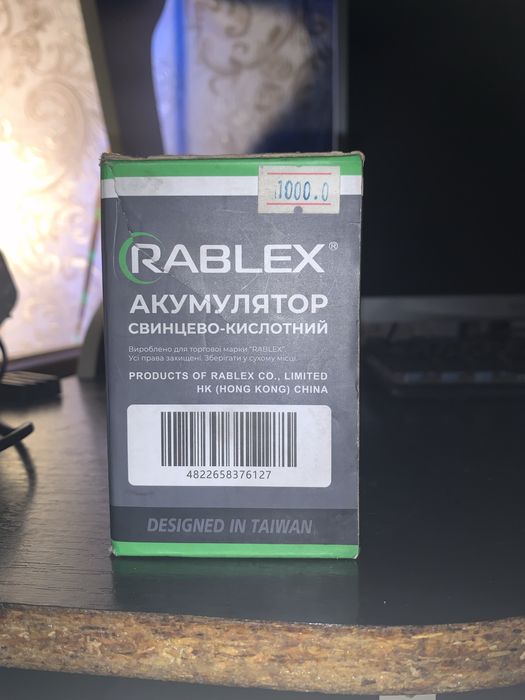 1000.0
RABLEX®
АКУМУЛЯТОР
СВИНЦЕВО-КИСЛОТНИЙ
Вироблено для торгової марки "RABLEX".
Усі права захищені. Зберігати у сухому місці.
PRODUCTS OF RABLEX CO., LIMITED
HK (HONG KONG) CHINA
4822658376127
DESIGNED IN TAIWAN